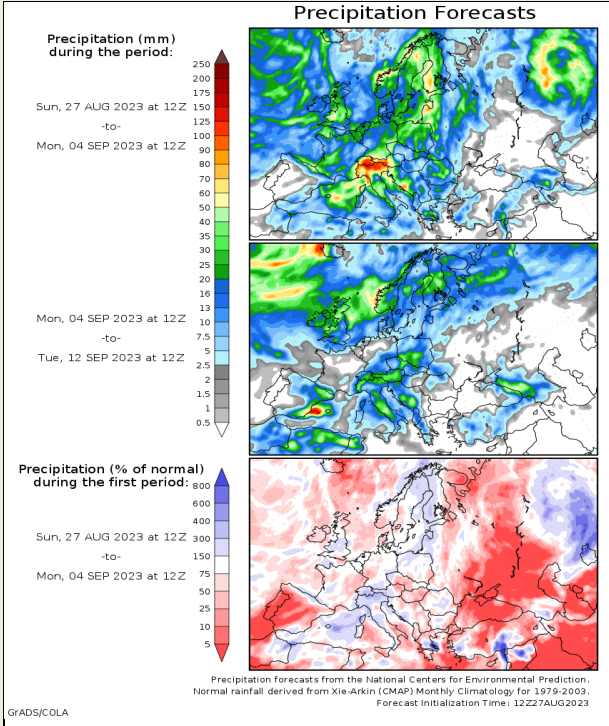 Precipitation Forecasts
Precipitation (mm)
during the period:
Sun, 27 AUG 2023 at 12Z
-to-
Mon, 04 SEP 2023 at 12Z
250
200
175
150
125
100
90
80
70
60
50
40
35
30
25
20
16
13
10
7.5
5
2.5
2
1.5
1
0.5
Mon, 04 SEP 2023 at 12Z
-to-
Tue, 12 SEP 2023 at 12Z
Precipitation (% of normal)
during the first period:
Sun, 27 AUG 2023 at 12Z
-to-
Mon, 04 SEP 2023 at 12Z
800
600
400
300
150
75
50
25
10
5
Precipitation forecasts from the National Centers for Environmental Prediction.
Normal rainfall derived from Xie-Arkin (CMAP) Monthly Climatology for 1979-2003.
Forecast Initialization Time: 12Z27AUG2023
GrADS/COLA